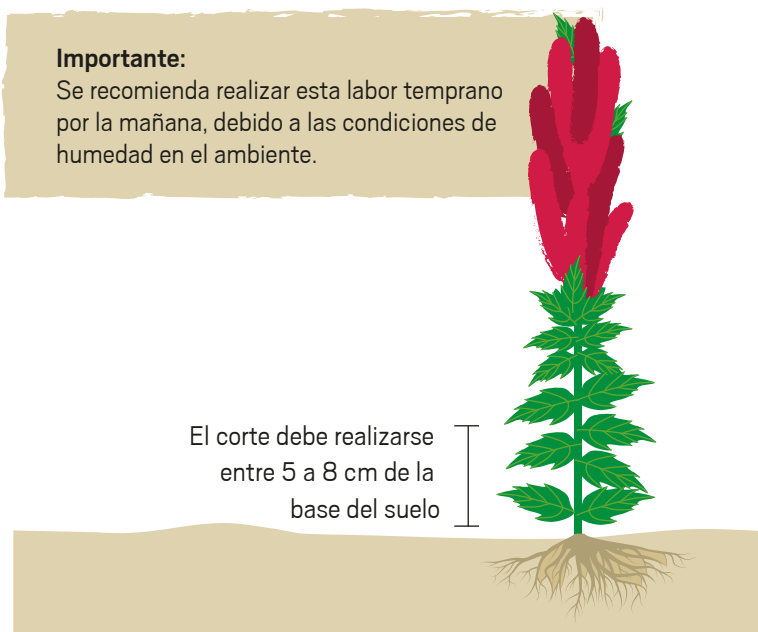 Importante:
Se recomienda realizar esta labor temprano
por la mañana, debido a las condiciones de
humedad en el ambiente.
El corte debe realizarse
entre 5 a 8 cm de la
base del suelo